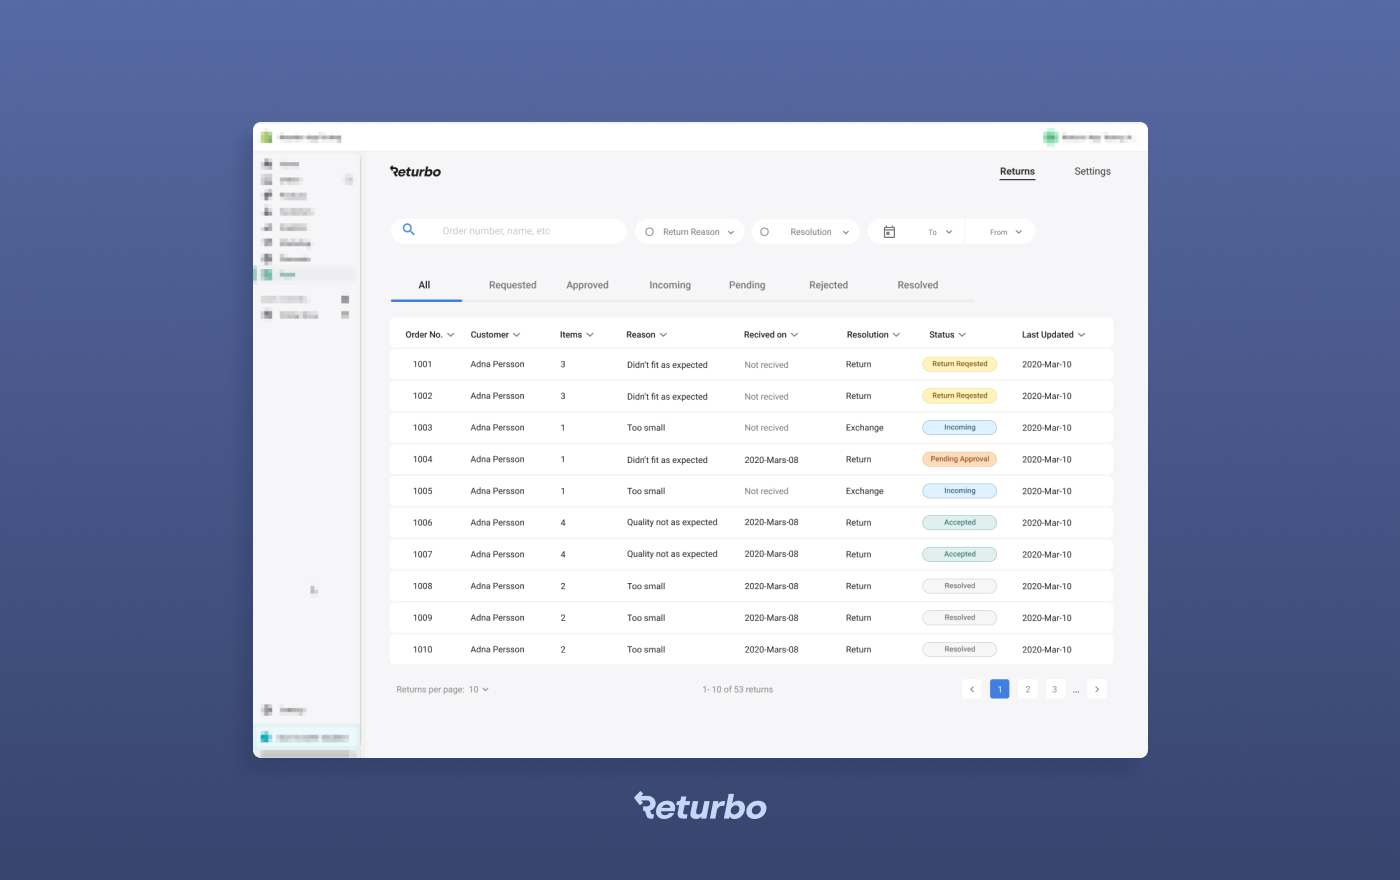 Returbo
Returns Settings
Order number, name, etc Return Reason Resolution To From
All Requested Approved Incoming Pending Rejected Resolved
Order No. Customer Items Reason Recived on Resolution Status Last Updated
1001 Adna Persson 3 Didn't fit as expected Not recived Return Return Reqested 2020-Mar-10
1002 Adna Persson 3 Didn't fit as expected Not recived Return Return Reqested 2020-Mar-10
1003 Adna Persson 1 Too small Not recived Exchange Incoming 2020-Mar-10
1004 Adna Persson 1 Didn't fit as expected 2020-Mars-08 Return Pending Approval 2020-Mar-10
1005 Adna Persson 1 Too small Not recived Exchange Incoming 2020-Mar-10
1006 Adna Persson 4 Quality not as expected 2020-Mars-08 Return Accepted 2020-Mar-10
1007 Adna Persson 4 Quality not as expected 2020-Mars-08 Return Accepted 2020-Mar-10
1008 Adna Persson 2 Too small 2020-Mars-08 Return Resolved 2020-Mar-10
1009 Adna Persson 2 Too small 2020-Mars-08 Return Resolved 2020-Mar-10
1010 Adna Persson 2 Too small 2020-Mars-08 Return Resolved 2020-Mar-10
Returns per page: 10 1- 10 of 53 returns 1 2 3 ...
Returbo